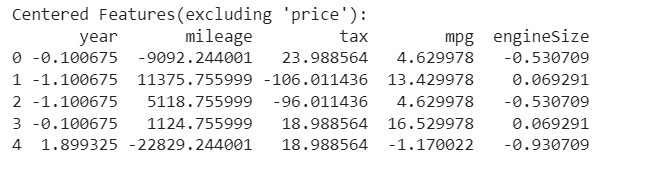 Centered Features(excluding 'price'):
year mileage tax mpg engineSize
0 -0.100675 -9092.244001 23.988564 4.629978 -0.530709
1 -1.100675 11375.755999 -106.011436 13.429978 0.069291
2 -1.100675 5118.755999 -96.011436 4.629978 -0.530709
3 -0.100675 1124.755999 18.988564 16.529978 0.069291
4 1.899325 -22829.244001 18.988564 -1.170022 -0.930709